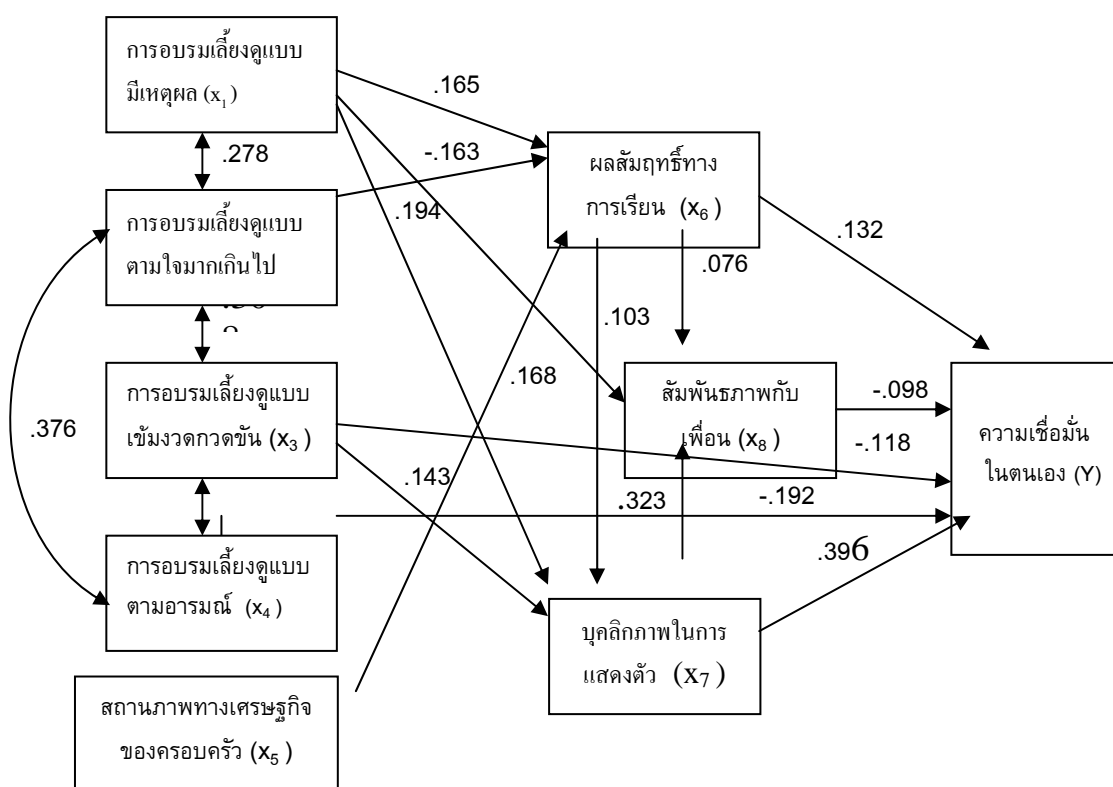 การอบรมเลี้ยงดูแบบ
มีเหตุผล (x1)
.165
.278
-.163
ผลสัมฤทธิ์ทาง
การเรียน (x6)
การอบรมเลี้ยงดูแบบ
ตามใจมากเกินไป
.194
.132
.076
.103
.168
การอบรมเลี้ยงดูแบบ
เข้มงวดกวดขัน (x3)
สัมพันธภาพกับ
เพื่อน (x8)
-.098
-.118
ความเชื่อมั่น
ในตนเอง (Y)
.376
.143
.323
-.192
.396
การอบรมเลี้ยงดูแบบ
ตามอารมณ์ (x4)
บุคลิกภาพในการ
แสดงตัว (x7)
สถานภาพทางเศรษฐกิจ
ของครอบครัว (x5)